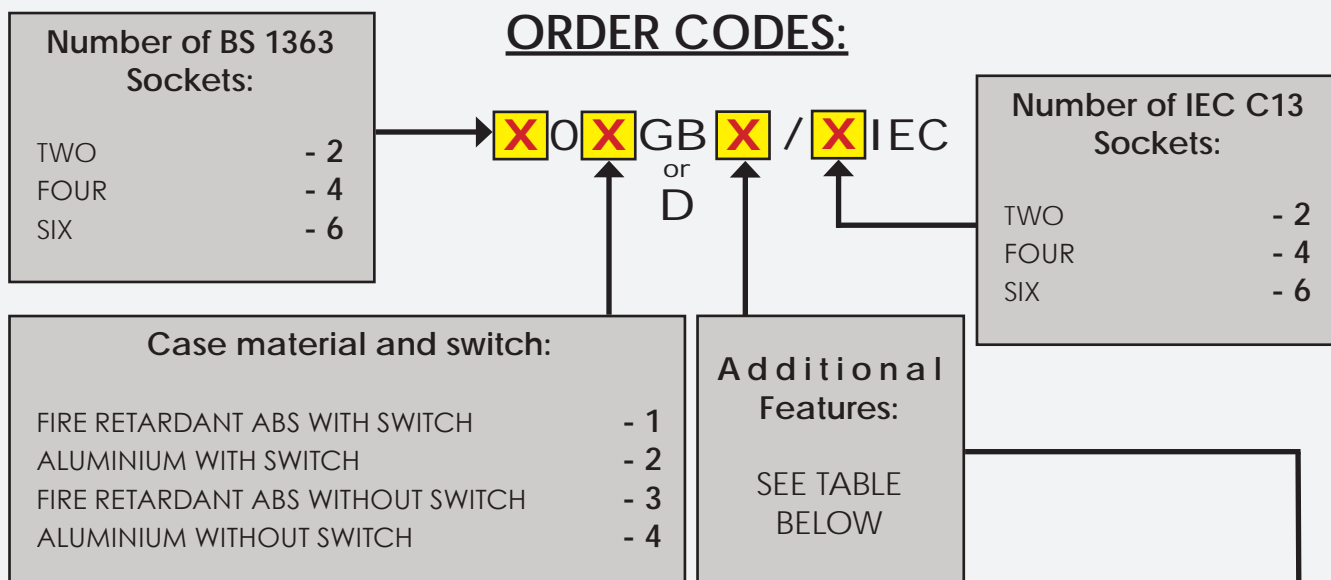 ORDER CODES:
Number of BS 1363
Sockets:
TWO - 2
FOUR - 4
SIX - 6
X0XGB X / XIEC
or
D
Number of IEC C13
Sockets:
TWO - 2
FOUR - 4
SIX - 6
Case material and switch:
FIRE RETARDANT ABS WITH SWITCH - 1
ALUMINIUM WITH SWITCH - 2
FIRE RETARDANT ABS WITHOUT SWITCH - 3
ALUMINIUM WITHOUT SWITCH - 4
Additional
Features:
SEE TABLE
BELOW